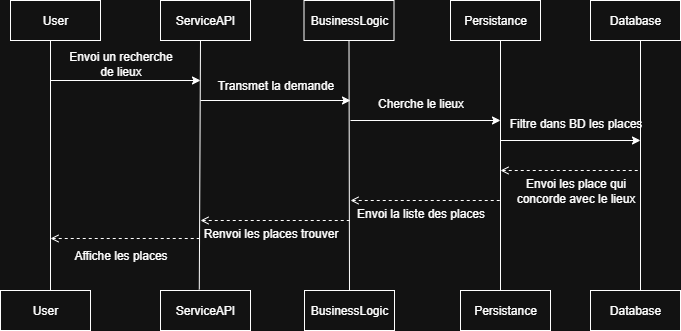 User
ServiceAPI
BusinessLogic
Persistance
Database
Envoi un recherche
de lieux
Transmet la demande
Cherche le lieux
Filtre dans BD les places
Envoi les place qui
concorde avec le lieux
Envoi la liste des places
Renvoi les places trouver
Affiche les places
User
ServiceAPI
BusinessLogic
Persistance
Database